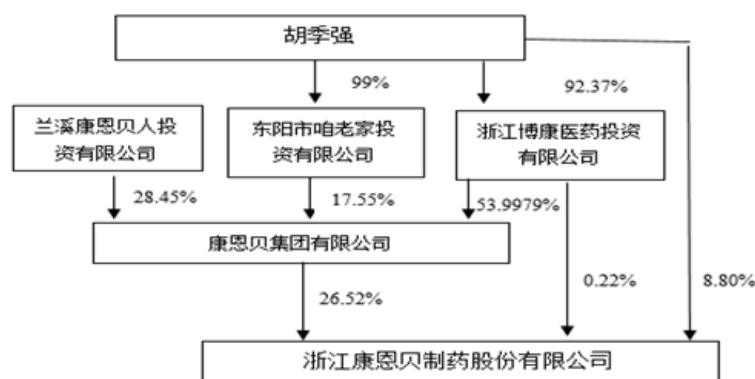 胡季强
99%
92.37%
兰溪康恩贝人投
资有限公司
东阳市咱老家投
资有限公司
浙江博康医药投资
有限公司
28.45%
17.55%
53.9979%
康恩贝集团有限公司
26.52%
0.22%
8.80%
浙江康恩贝制药股份有限公司